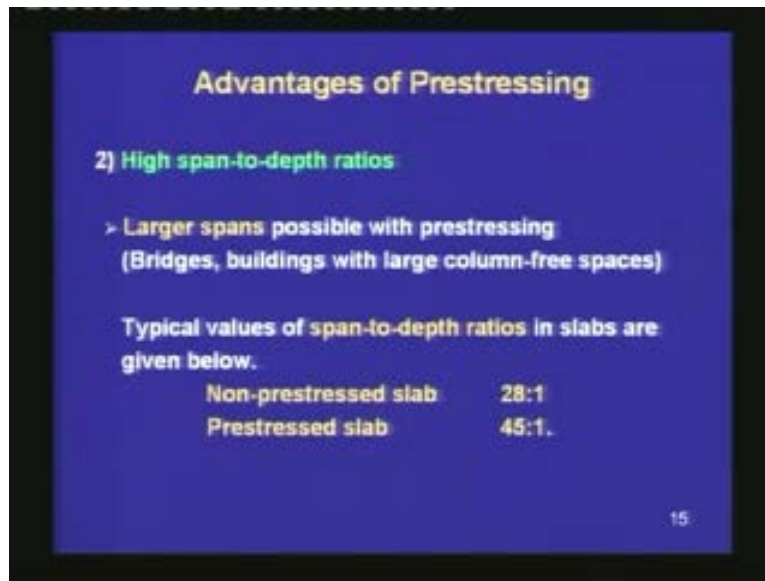 Advantages of Prestressing
2) High span-to-depth ratios
➢ Larger spans possible with prestressing
(Bridges, buildings with large column-free spaces)
Typical values of span-to-depth ratios in slabs are
given below.
Non-prestressed slab 28:1
Prestressed slab 45:1.
15